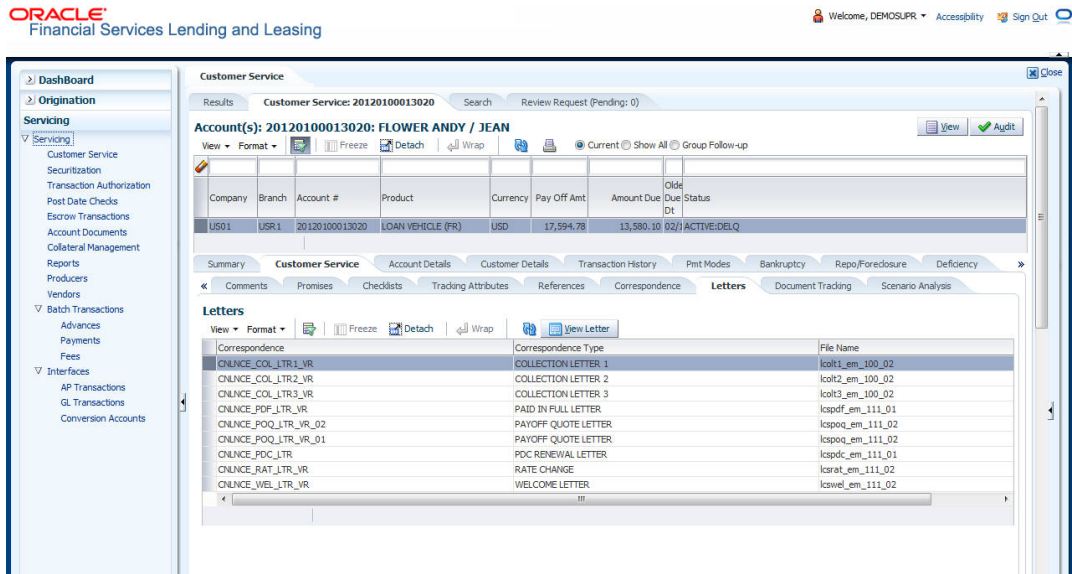 ORACLE
Financial Services Lending and Leasing
Welcome, DEMOSUPR Accessibility Sign Out
Close
DashBoard
Origination
Servicing
Servicing
Customer Service
Securitization
Transaction Authorization
Post Date Checks
Escrow Transactions
Account Documents
Collateral Management
Reports
Producers
Vendors
Batch Transactions
Advances
Payments
Fees
Interfaces
AP Transactions
GL Transactions
Conversion Accounts
Customer Service
Results Customer Service: 20120100013020 Search Review Request (Pending: 0)
Account(s): 20120100013020: FLOWER ANDY / JEAN View Audit
View Format Freeze Detach Wrap Current Show All Group Follow-up
Company Branch Account # Product Currency Pay Off Amt Amount Due Olde Due Dt Status
US01 USR1 20120100013020 LOAN VEHICLE (FR) USD 17,594.78 13,580.10 02/1 ACTIVE:DELQ
Summary Customer Service Account Details Customer Details Transaction History Pmt Modes Bankruptcy Repo/Foreclosure Deficiency »
« Comments Promises Checklists Tracking Attributes References Correspondence Letters Document Tracking Scenario Analysis
Letters
View Format Freeze Detach Wrap View Letter
Correspondence Correspondence Type File Name
CNLNCE_COL_LTR1_VR COLLECTION LETTER 1 lcolt1_em_100_02
CNLNCE_COL_LTR2_VR COLLECTION LETTER 2 lcolt2_em_100_02
CNLNCE_COL_LTR3_VR COLLECTION LETTER 3 lcolt3_em_100_02
CNLNCE_PDF_LTR_VR PAID IN FULL LETTER lcspdf_em_111_01
CNLNCE_POQ_LTR_VR_02 PAYOFF QUOTE LETTER lcspoq_em_111_02
CNLNCE_POQ_LTR_VR_01 PAYOFF QUOTE LETTER lcspoq_em_111_02
CNLNCE_PDC_LTR PDC RENEWAL LETTER lcspdc_em_111_01
CNLNCE_RAT_LTR_VR RATE CHANGE lcsrat_em_111_02
CNLNCE_WEL_LTR_VR WELCOME LETTER lcswel_em_111_02